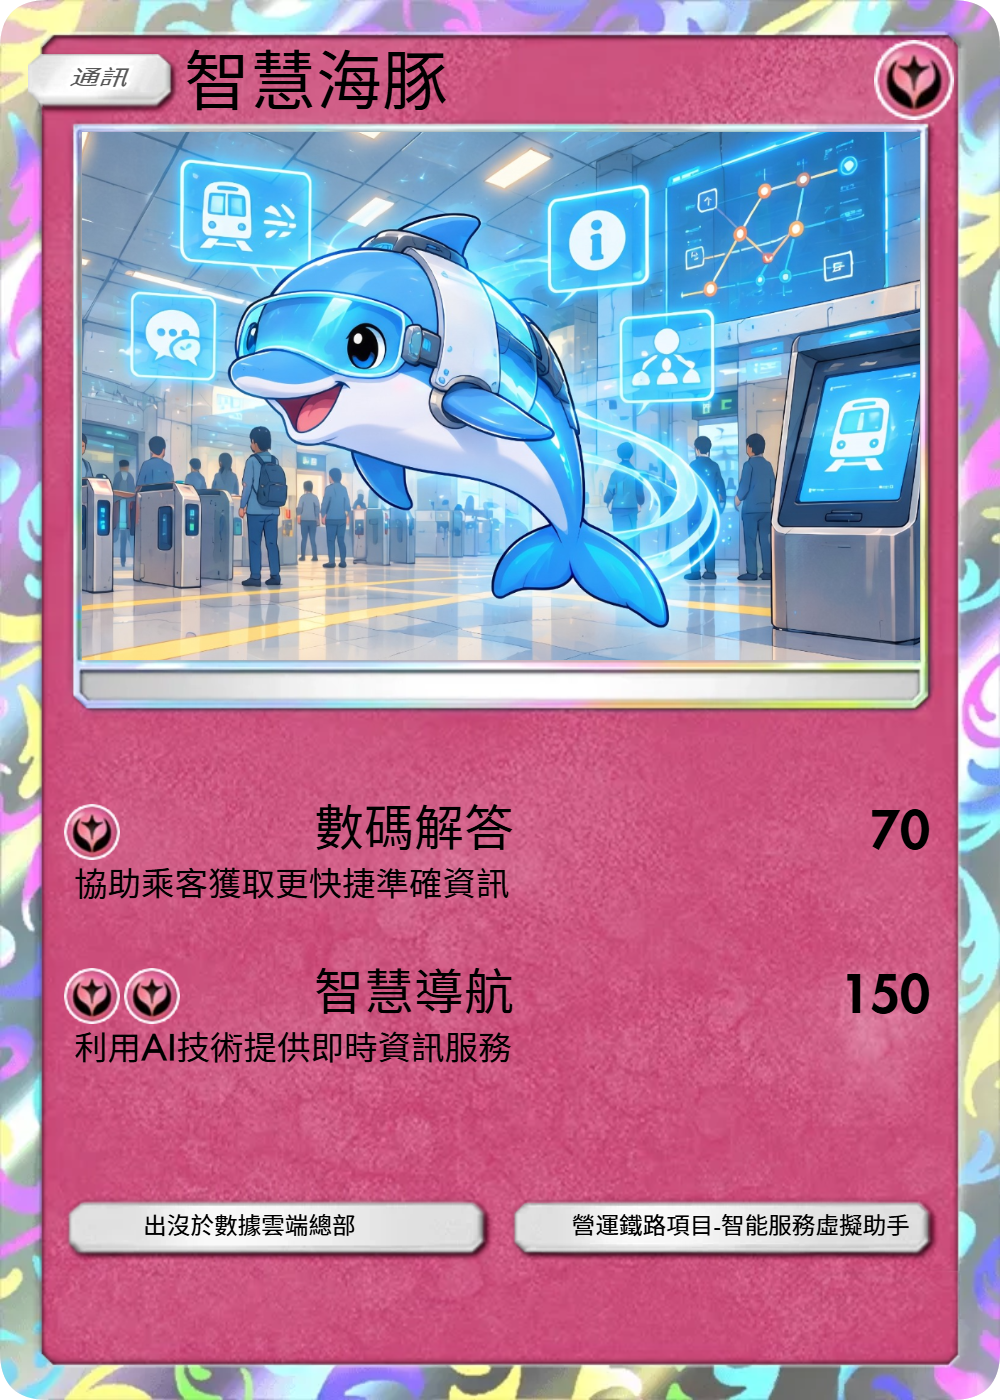 通訊
智慧海豚
數碼解答
70
協助乘客獲取更快捷準確資訊
智慧導航
150
利用AI技術提供即時資訊服務
出沒於數據雲端總部
營運鐵路項目-智能服務虛擬助手